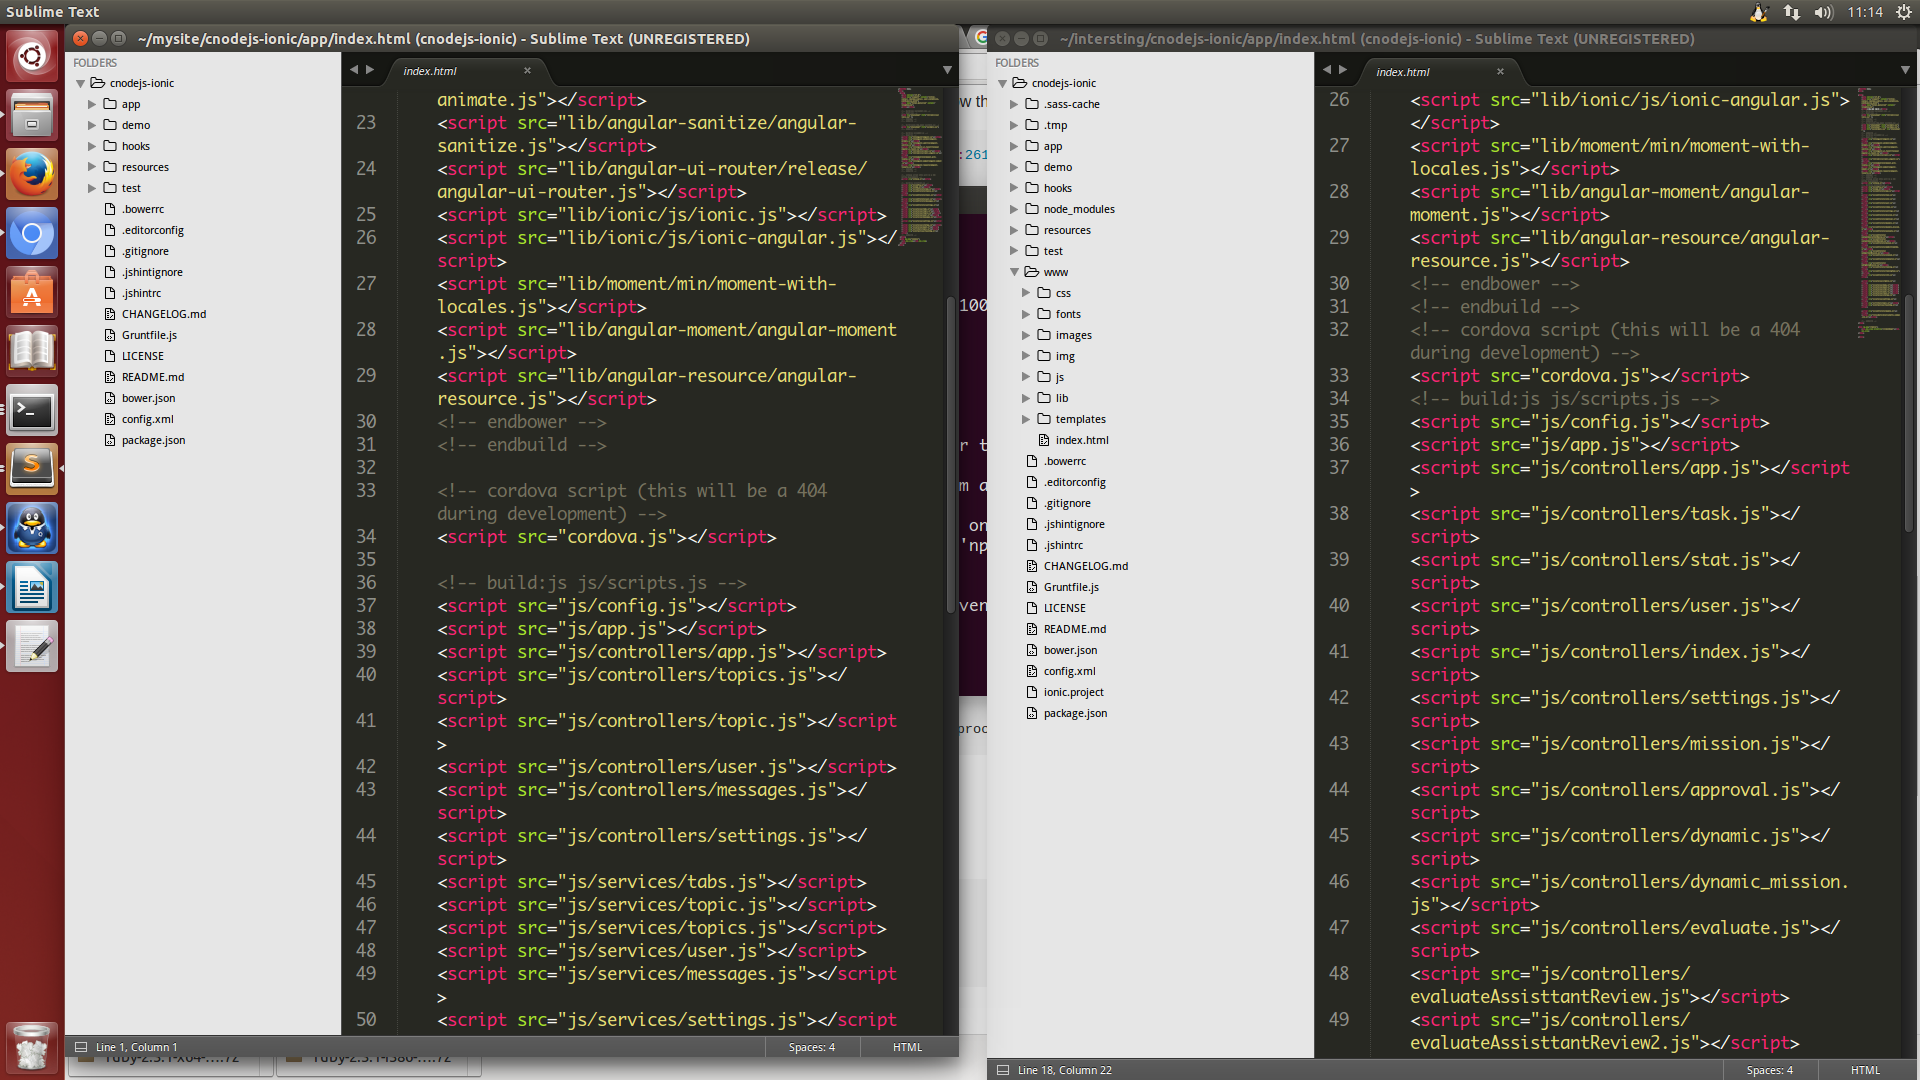 Sublime Text
11:14
~/mysite/cnodejs-ionic/app/index.html (cnodejs-ionic) - Sublime Text (UNREGISTERED)
FOLDERS
cnodejs-ionic
app
demo
hooks
resources
test
.bowerrc
.editorconfig
.gitignore
.jshintignore
.jshintrc
CHANGELOG.md
Gruntfile.js
LICENSE
README.md
bower.json
config.xml
package.json
index.html
animate.js"></script>
23 <script src="lib/angular-sanitize/angular-
sanitize.js"></script>
24 <script src="lib/angular-ui-router/release/
angular-ui-router.js"></script>
25 <script src="lib/ionic/js/ionic.js"></script>
26 <script src="lib/ionic/js/ionic-angular.js"></
script>
27 <script src="lib/moment/min/moment-with-
locales.js"></script>
28 <script src="lib/angular-moment/angular-moment
.js"></script>
29 <script src="lib/angular-resource/angular-
resource.js"></script>
30 <!-- endbower -->
31 <!-- endbuild -->
32
33 <!-- cordova script (this will be a 404
during development) -->
34 <script src="cordova.js"></script>
35
36 <!-- build:js js/scripts.js -->
37 <script src="js/config.js"></script>
38 <script src="js/app.js"></script>
39 <script src="js/controllers/app.js"></script>
40 <script src="js/controllers/topics.js"></
script>
41 <script src="js/controllers/topic.js"></script
>
42 <script src="js/controllers/user.js"></script>
43 <script src="js/controllers/messages.js"></
script>
44 <script src="js/controllers/settings.js"></
script>
45 <script src="js/services/tabs.js"></script>
46 <script src="js/services/topic.js"></script>
47 <script src="js/services/topics.js"></script>
48 <script src="js/services/user.js"></script>
49 <script src="js/services/messages.js"></script
>
50 <script src="js/services/settings.js"></script
Line 1, Column 1
Spaces: 4
HTML
w th
:261
100
r t
m a
on
'np
ven
proc
~/intersting/cnodejs-ionic/app/index.html (cnodejs-ionic) - Sublime Text (UNREGISTERED)
FOLDERS
cnodejs-ionic
.sass-cache
.tmp
app
demo
hooks
node_modules
resources
test
www
css
fonts
images
img
js
lib
templates
index.html
.bowerrc
.editorconfig
.gitignore
.jshintignore
.jshintrc
CHANGELOG.md
Gruntfile.js
LICENSE
README.md
bower.json
config.xml
ionic.project
package.json
index.html
26 <script src="lib/ionic/js/ionic-angular.js">
</script>
27 <script src="lib/moment/min/moment-with-
locales.js"></script>
28 <script src="lib/angular-moment/angular-
moment.js"></script>
29 <script src="lib/angular-resource/angular-
resource.js"></script>
30 <!-- endbower -->
31 <!-- endbuild -->
32 <!-- cordova script (this will be a 404
during development) -->
33 <script src="cordova.js"></script>
34 <!-- build:js js/scripts.js -->
35 <script src="js/config.js"></script>
36 <script src="js/app.js"></script>
37 <script src="js/controllers/app.js"></script
>
38 <script src="js/controllers/task.js"></
script>
39 <script src="js/controllers/stat.js"></
script>
40 <script src="js/controllers/user.js"></
script>
41 <script src="js/controllers/index.js"></
script>
42 <script src="js/controllers/settings.js"></
script>
43 <script src="js/controllers/mission.js"></
script>
44 <script src="js/controllers/approval.js"></
script>
45 <script src="js/controllers/dynamic.js"></
script>
46 <script src="js/controllers/dynamic_mission.
js"></script>
47 <script src="js/controllers/evaluate.js"></
script>
48 <script src="js/controllers/
evaluateAssisttantReview.js"></script>
49 <script src="js/controllers/
evaluateAssisttantReview2.js"></script>
Line 18, Column 22
Spaces: 4
HTML